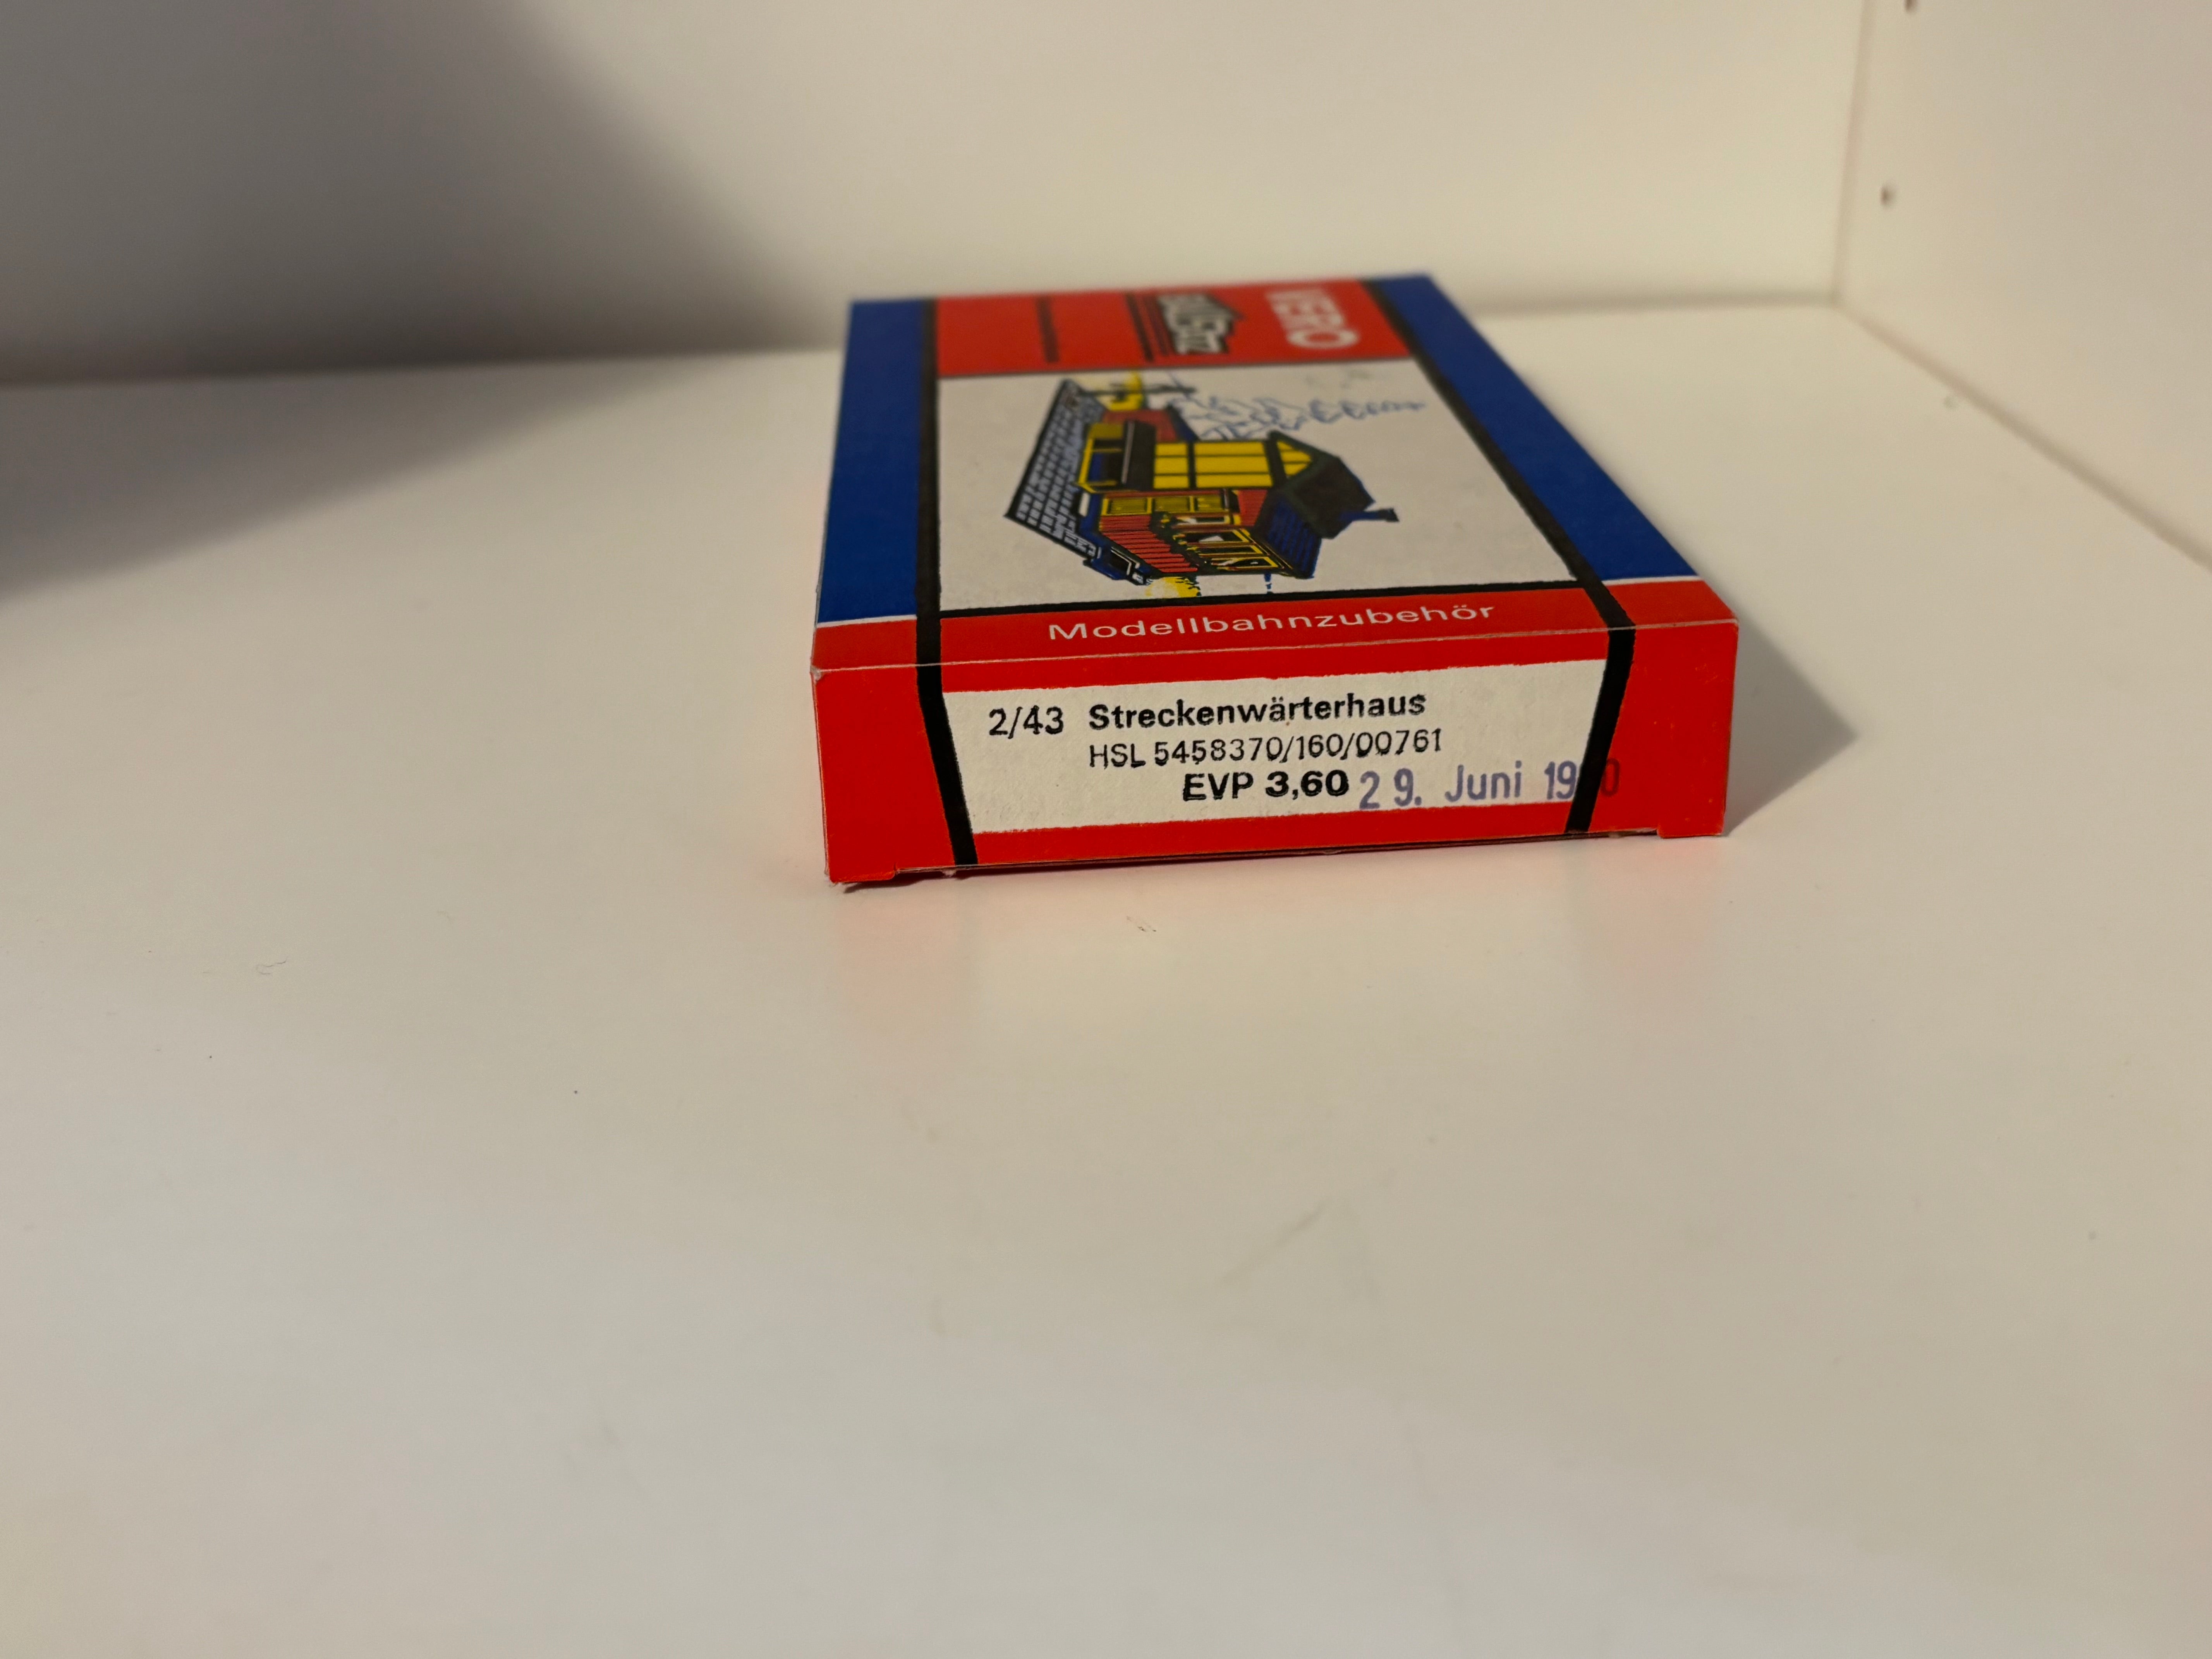 VERO
Modellbahnzubehör
2/43 Streckenwärterhaus
HSL 5458370/160/00761
EVP 3,60 29. Juni